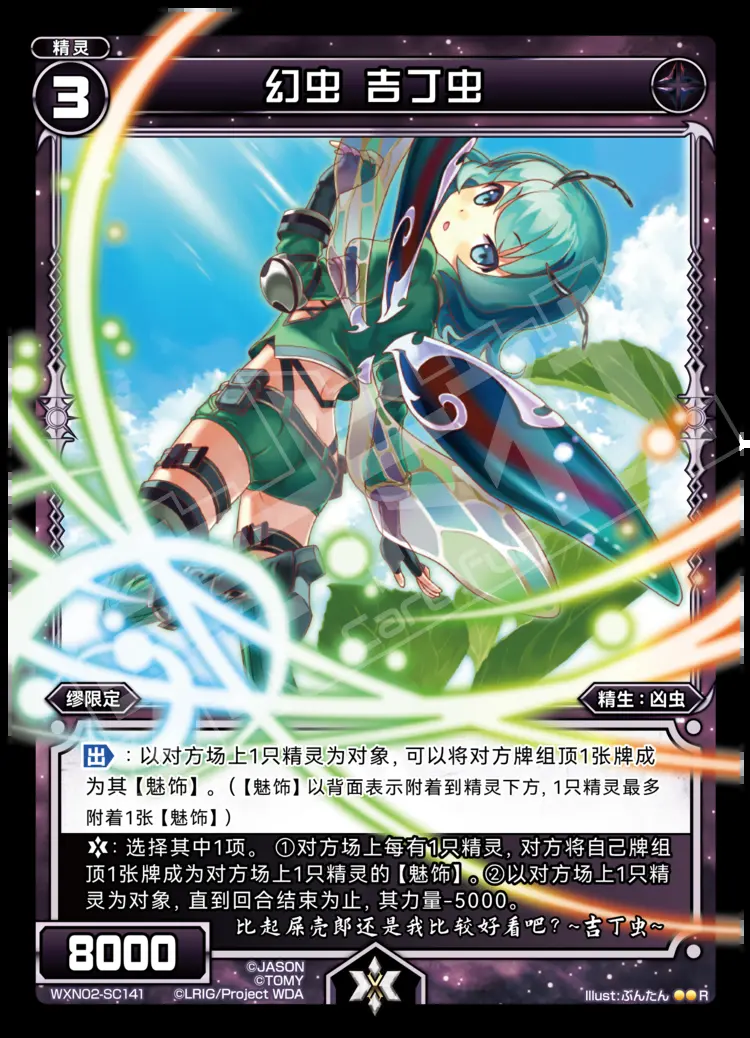 精灵
3
幻虫 吉丁虫
缪限定
精生：凶虫
出：以对方场上1只精灵为对象，可以将对方牌组顶1张牌成
为其【魅饰】。（【魅饰】以背面表示附着到精灵下方，1只精灵最多
附着1张【魅饰】）
：选择其中1项。①对方场上每有1只精灵，对方将自己牌组
顶1张牌成为对方场上1只精灵的【魅饰】。②以对方场上1只精
灵为对象，直到回合结束为止，其力量-5000。
比起屎壳郎还是我比较好看吧？~吉丁虫~
8000
©JASON
©TOMY
WXN02-SC141
©LRIG/Project WDA
Illust:ぶんたん
R